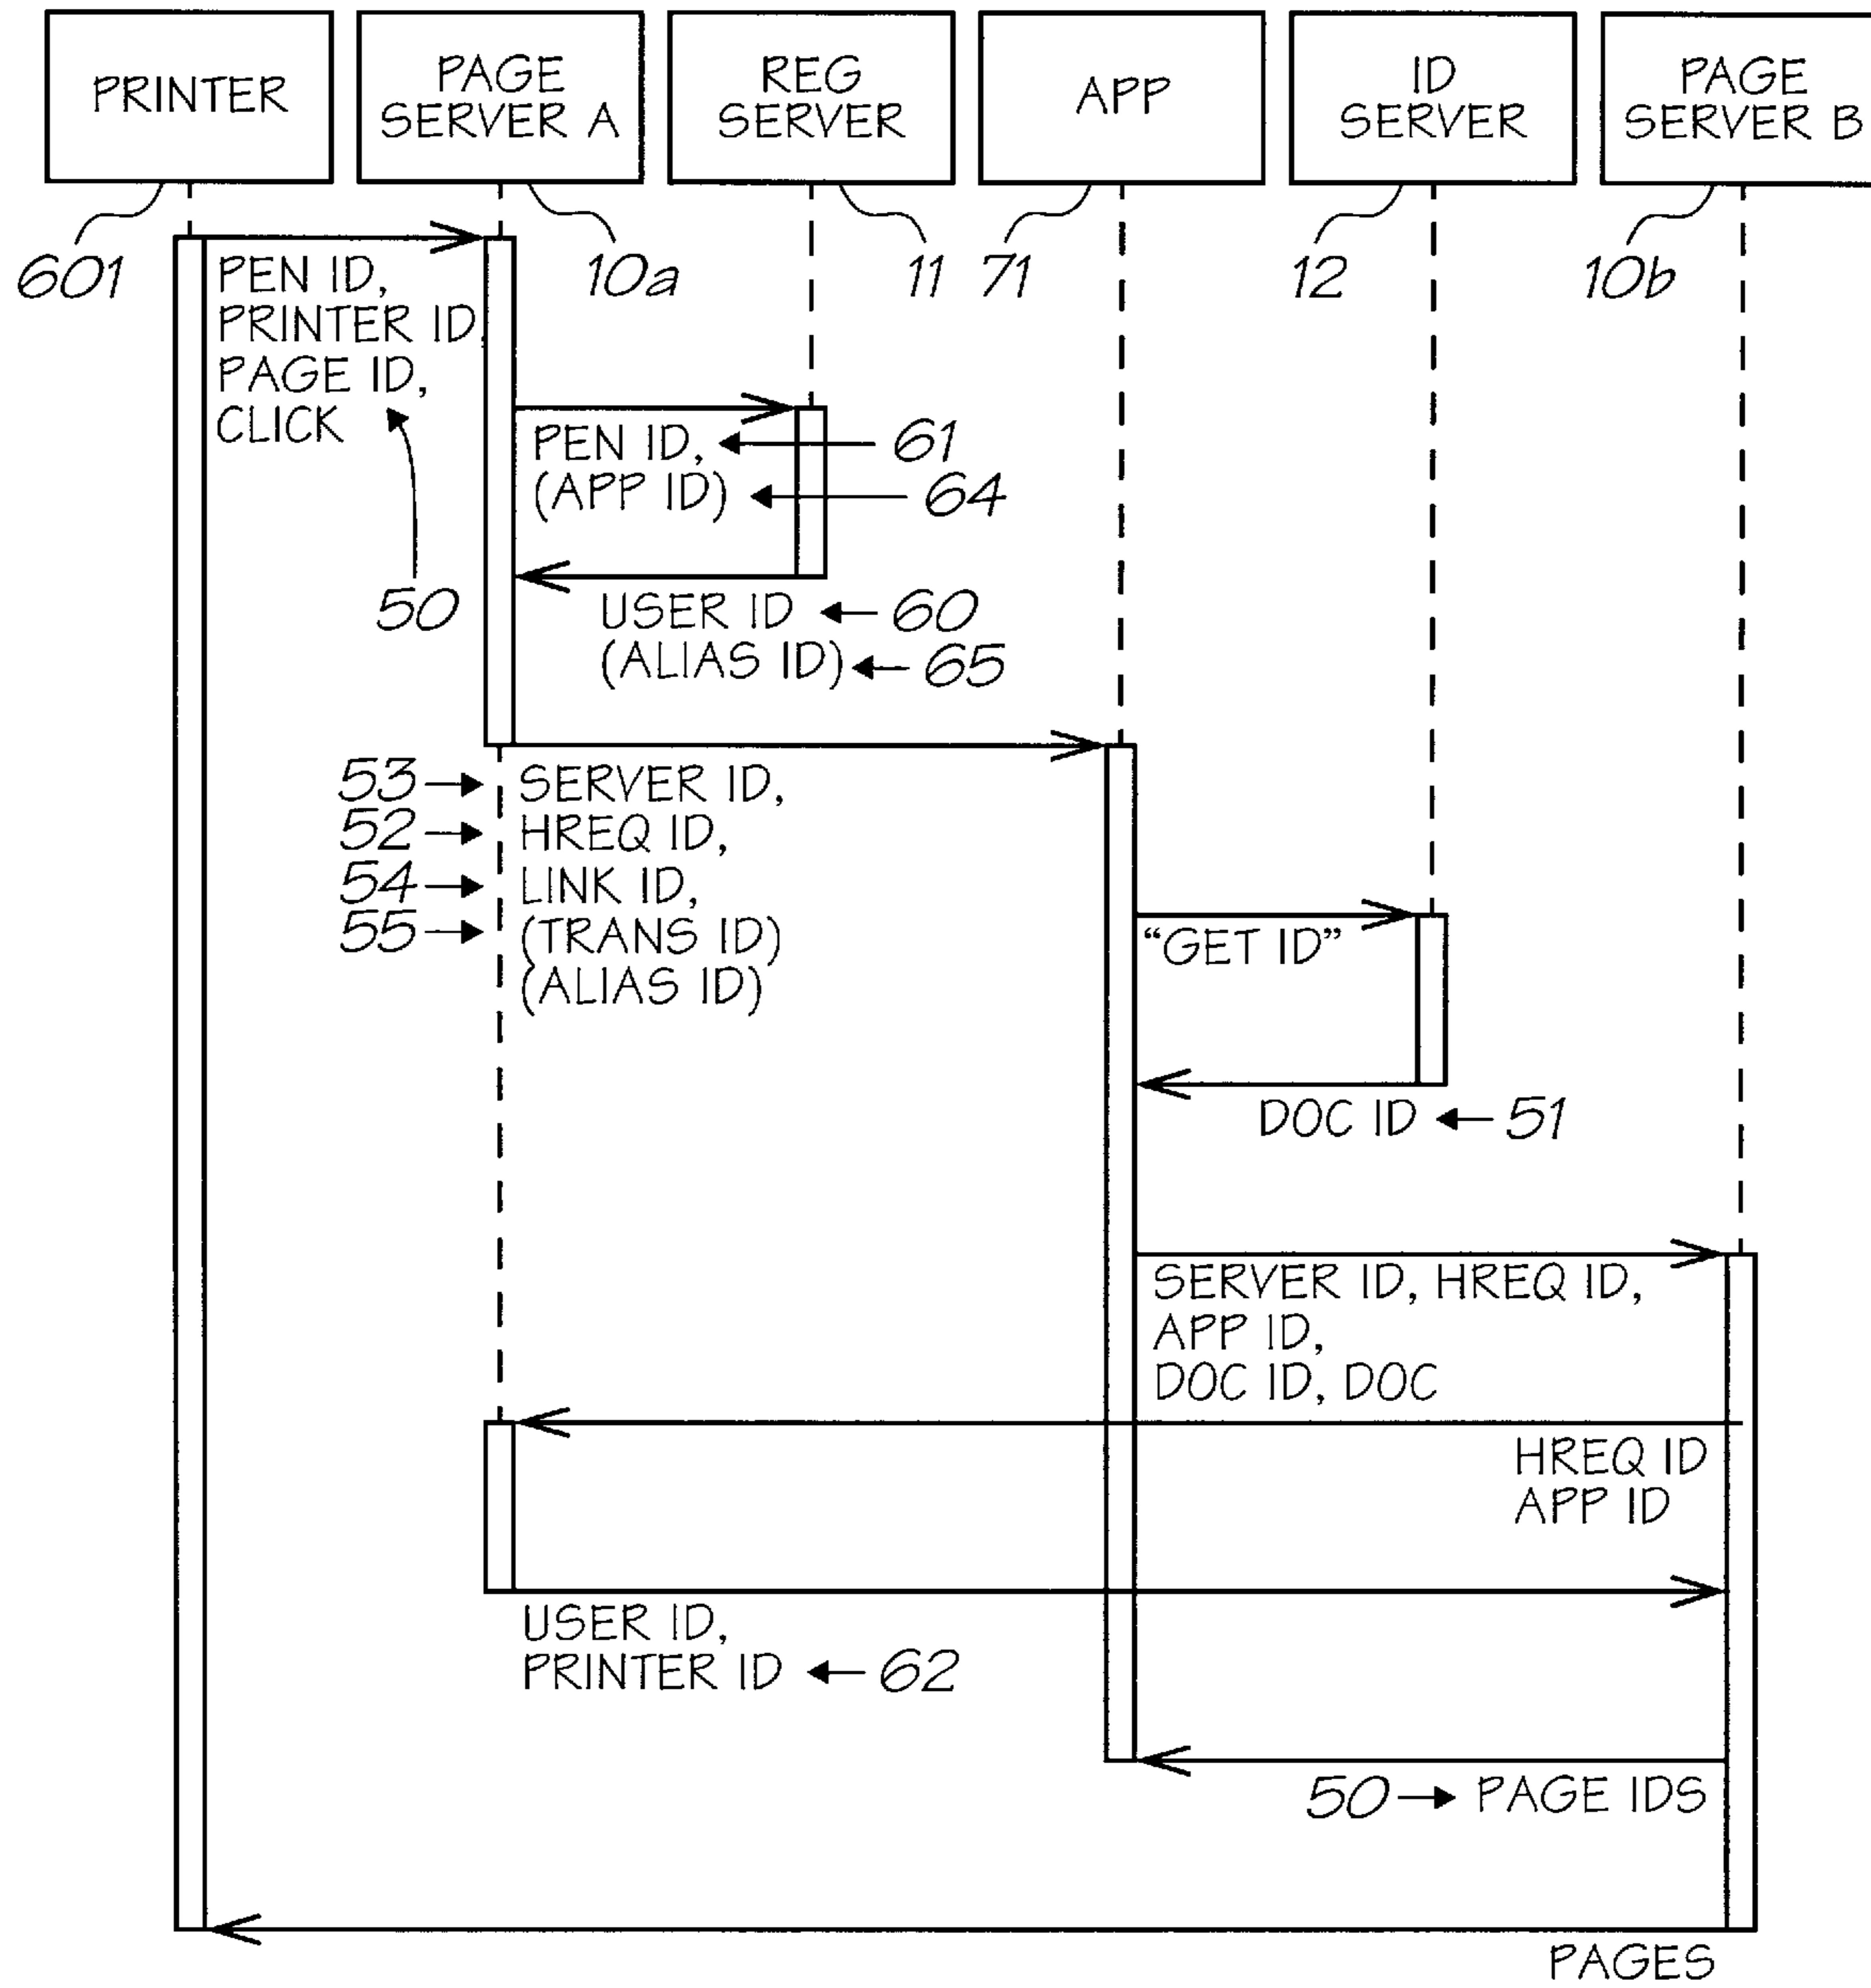 PRINTER
PAGE
SERVER A
REG
SERVER
APP
ID
SERVER
PAGE
SERVER B
601
10a
11
71
12
10b
PEN ID,
PRINTER ID
PAGE ID,
CLICK
50
PEN ID,
61
(APP ID)
64
USER ID
60
(ALIAS ID)
65
53
SERVER ID,
52
HREQ ID,
54
LINK ID,
55
(TRANS ID)
(ALIAS ID)
“GET ID”
DOC ID
51
SERVER ID, HREQ ID,
APP ID,
DOC ID, DOC
HREQ ID
APP ID
USER ID,
PRINTER ID
62
50
PAGE IDS
PAGES